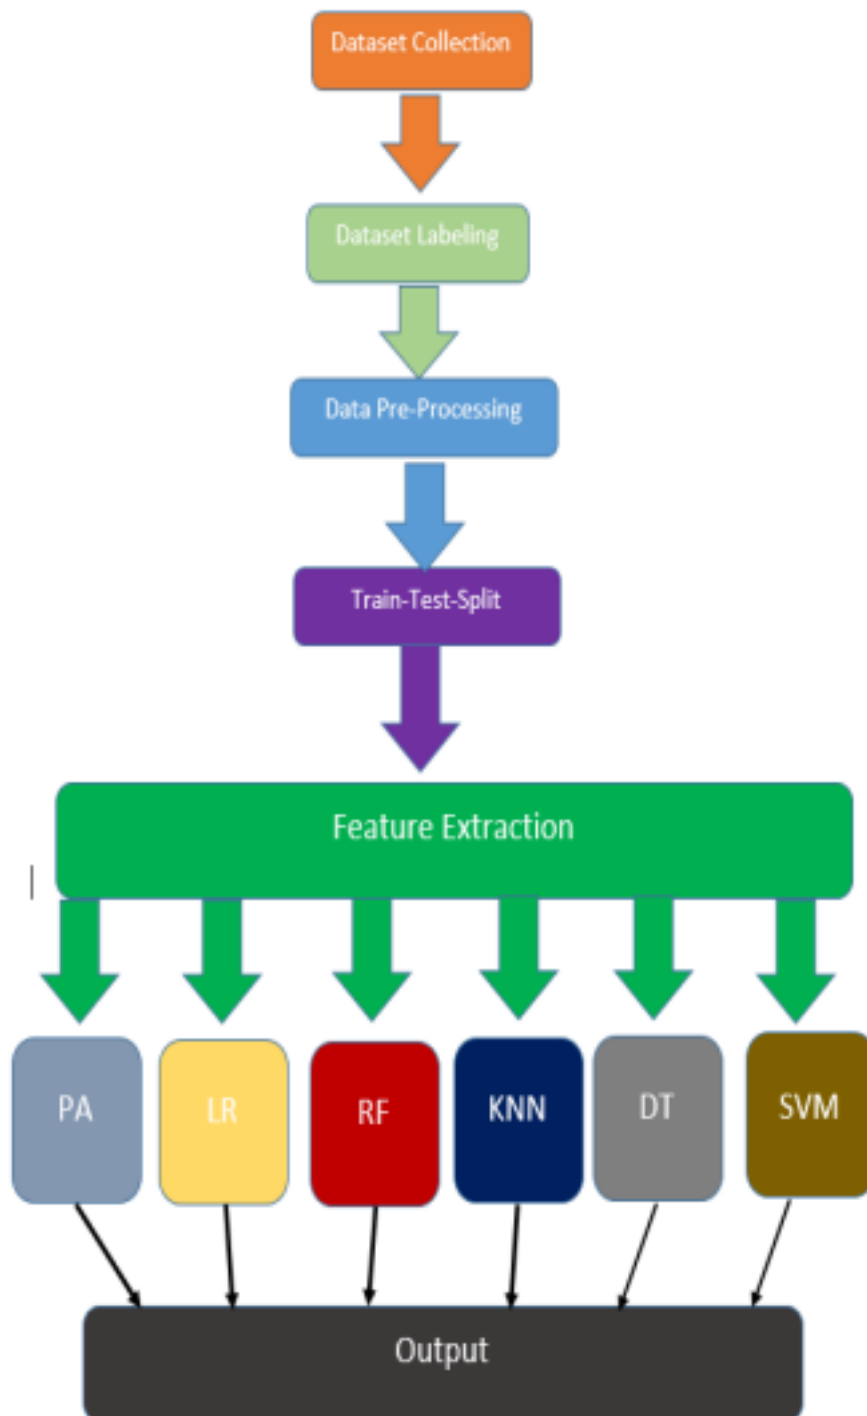 Dataset Collection
Dataset Labeling
Data Pre-Processing
Train-Test-Split
Feature Extraction
PA
LR
RF
KNN
DT
SVM
Output